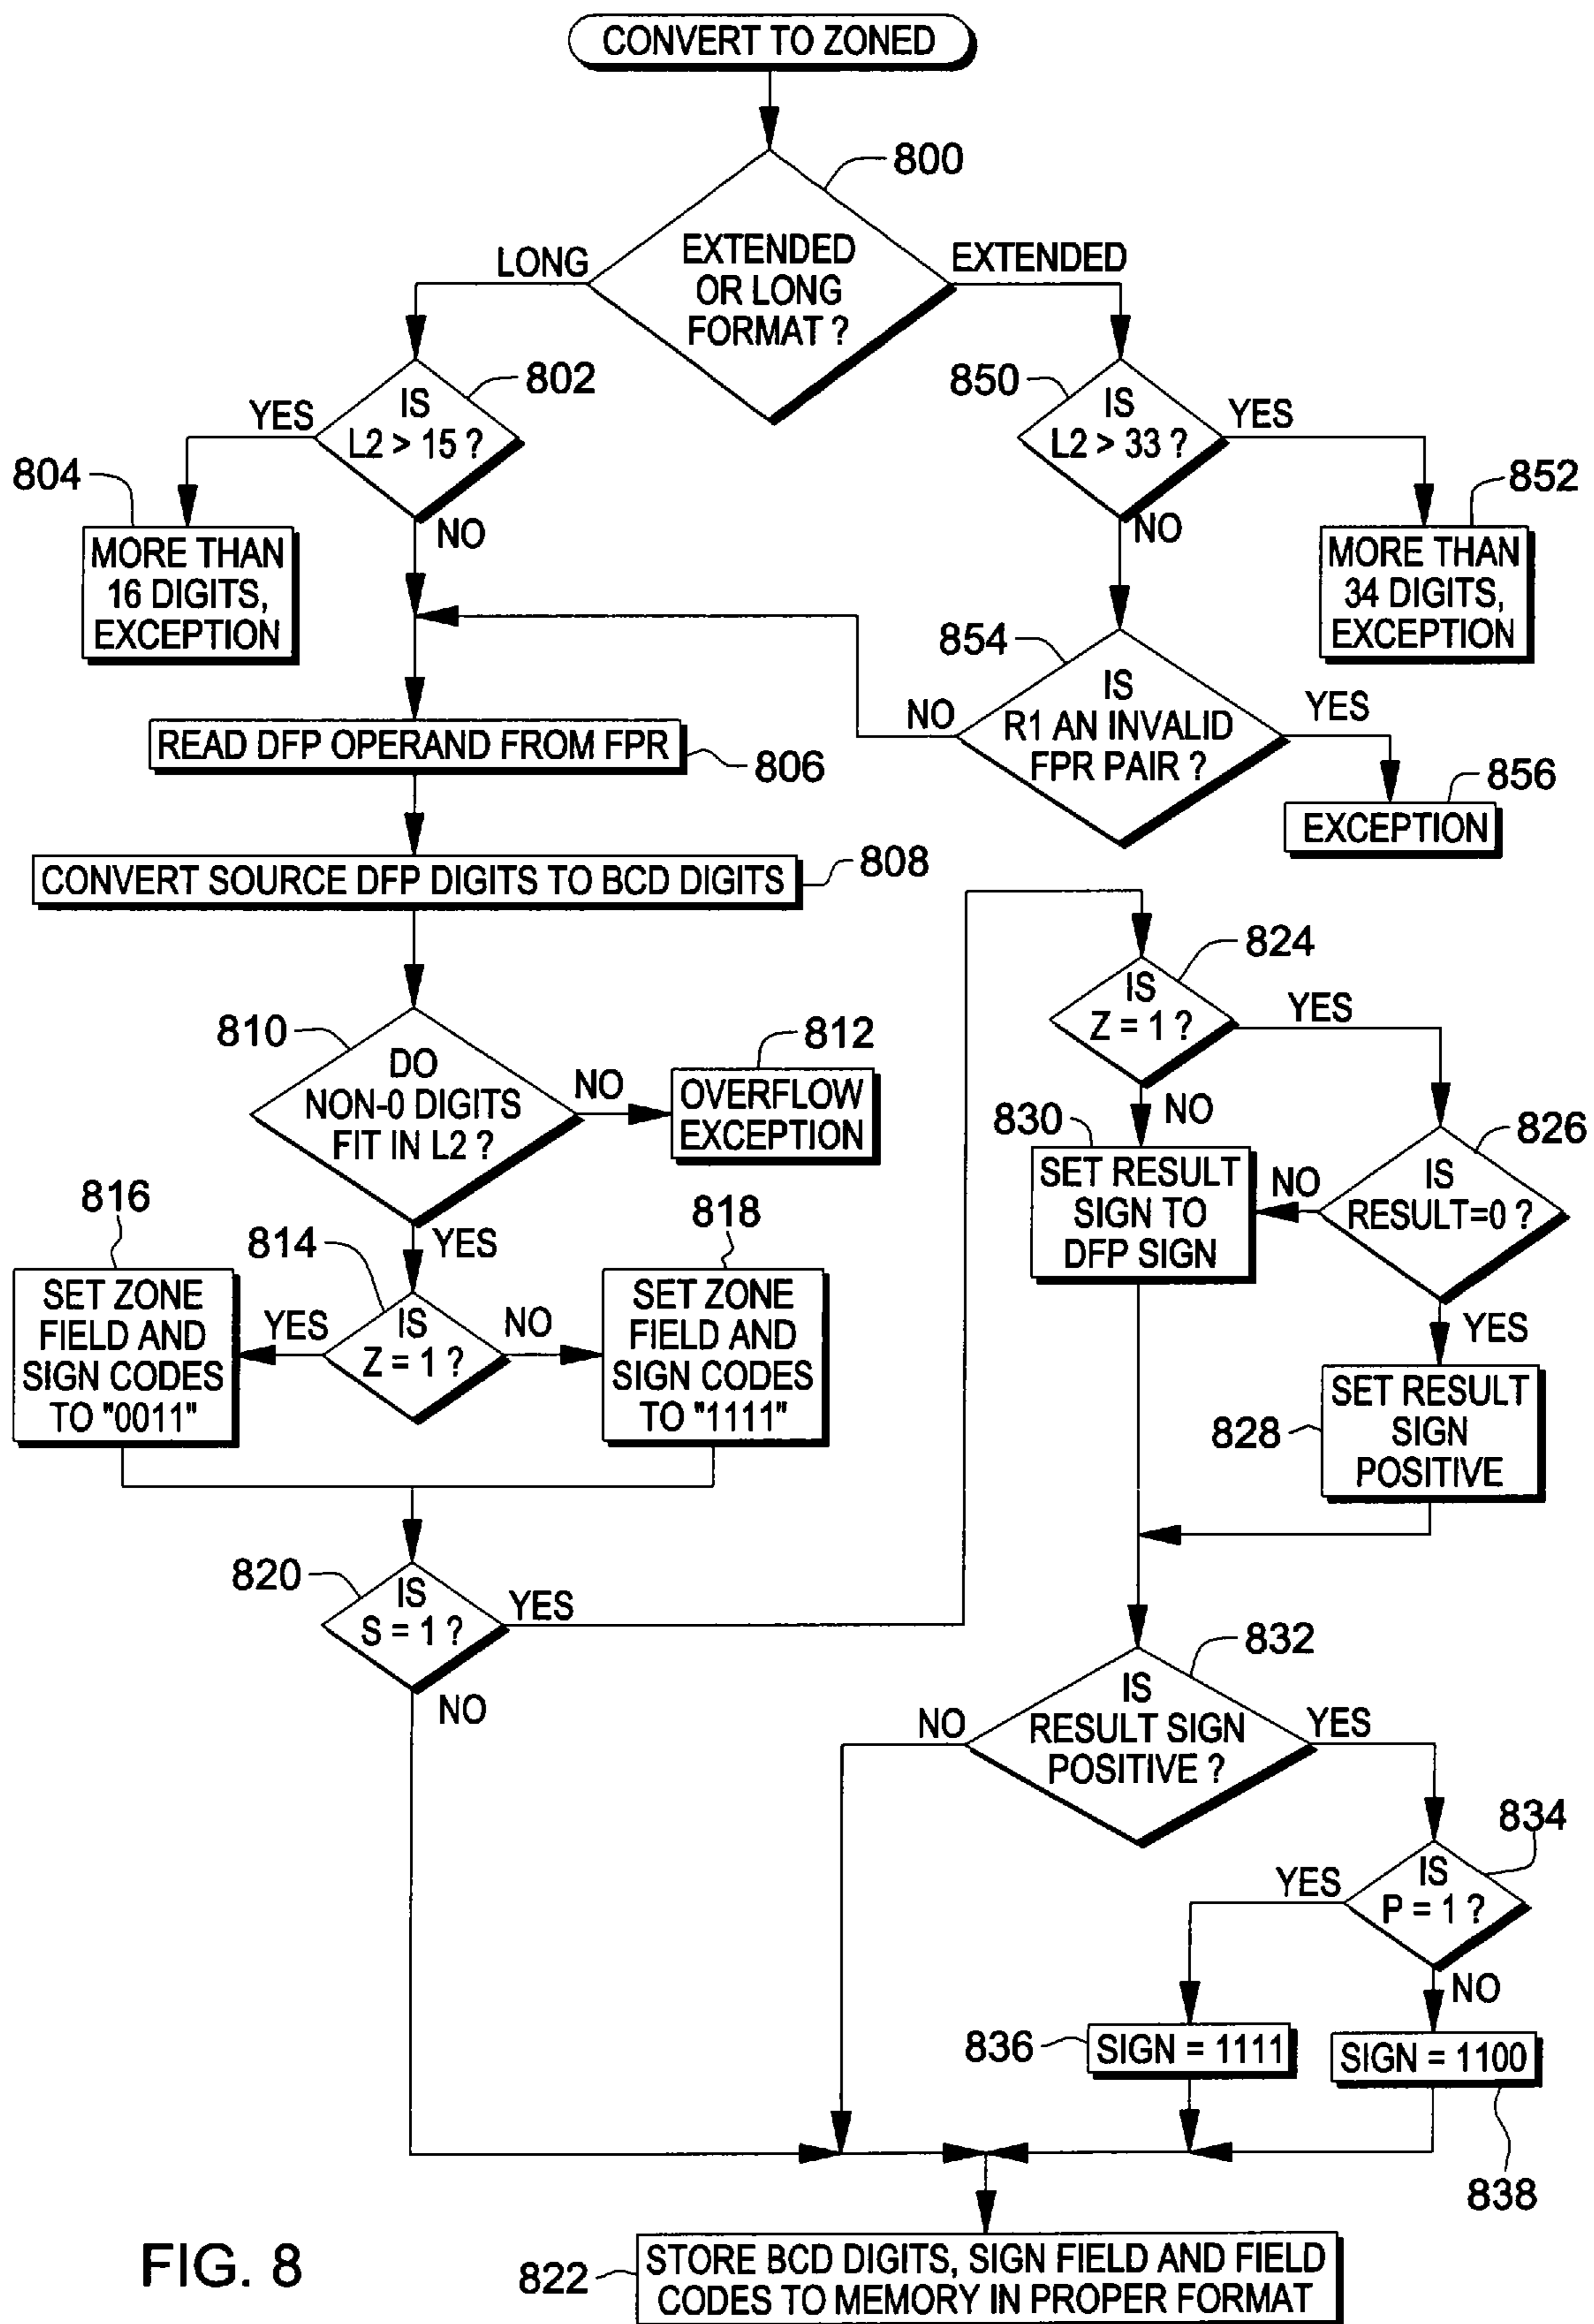 CONVERT TO ZONED
800
EXTENDED
OR LONG
FORMAT ?
LONG
EXTENDED
802
IS
L2 > 15 ?
YES
NO
804
MORE THAN
16 DIGITS,
EXCEPTION
850
IS
L2 > 33 ?
YES
NO
852
MORE THAN
34 DIGITS,
EXCEPTION
854
IS
R1 AN INVALID
FPR PAIR ?
NO
YES
856
EXCEPTION
READ DFP OPERAND FROM FPR
806
CONVERT SOURCE DFP DIGITS TO BCD DIGITS
808
810
DO
NON-0 DIGITS
FIT IN L2 ?
NO
YES
812
OVERFLOW
EXCEPTION
814
IS
Z = 1 ?
YES
NO
816
SET ZONE
FIELD AND
SIGN CODES
TO "0011"
818
SET ZONE
FIELD AND
SIGN CODES
TO "1111"
820
IS
S = 1 ?
YES
NO
824
IS
Z = 1 ?
YES
NO
826
IS
RESULT=0 ?
NO
YES
830
SET RESULT
SIGN TO
DFP SIGN
828
SET RESULT
SIGN
POSITIVE
832
IS
RESULT SIGN
POSITIVE ?
NO
YES
834
IS
P = 1 ?
YES
NO
836
SIGN = 1111
SIGN = 1100
838
822
STORE BCD DIGITS, SIGN FIELD AND FIELD
CODES TO MEMORY IN PROPER FORMAT
FIG. 8